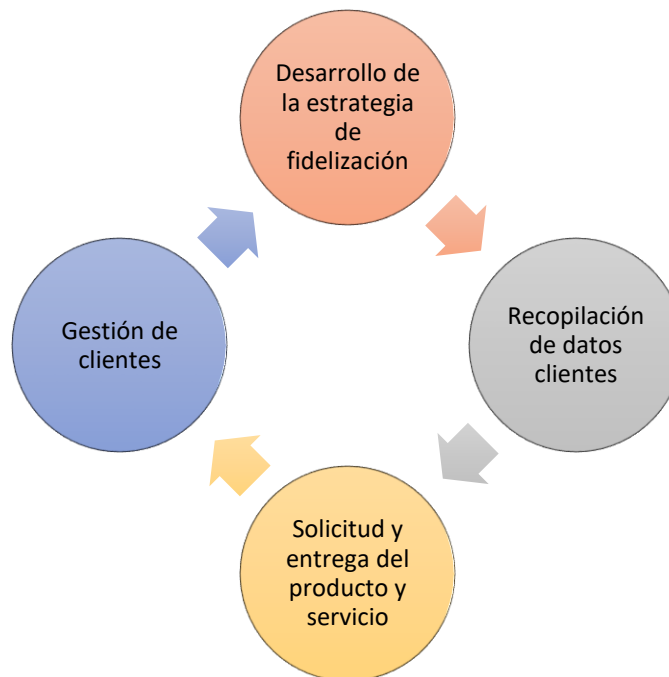 Desarrollo de
la estrategia
de
fidelización
Recopilación
de datos
clientes
Solicitud y
entrega del
producto y
servicio
Gestión de
clientes